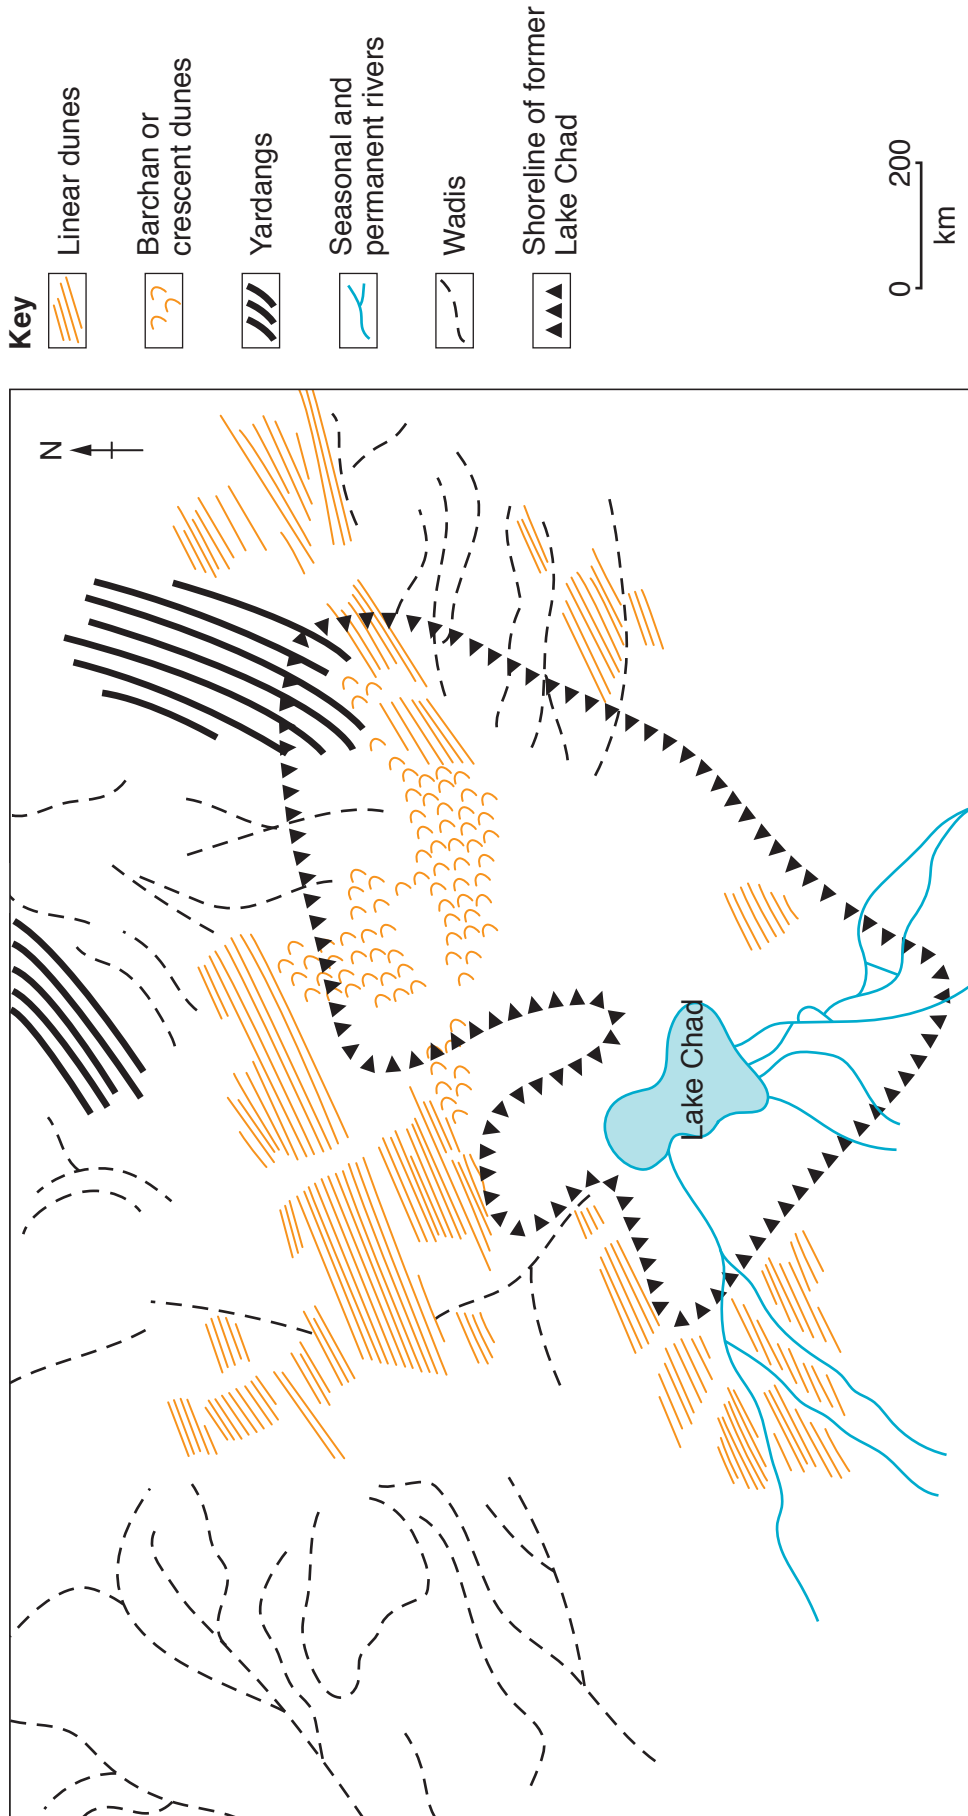 Key
Linear dunes
Barchan or
crescent dunes
Yardangs
Seasonal and
permanent rivers
Wadis
Shoreline of former
Lake Chad
0 200
km
N
Lake Chad